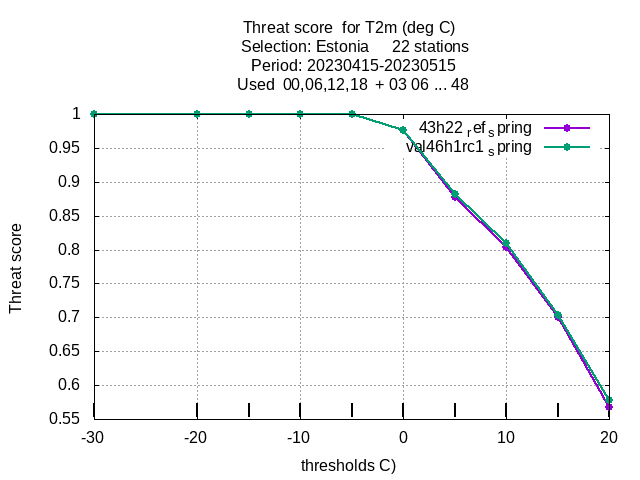 Threat score for T2m (deg C)
Selection: Estonia 22 stations
Period: 20230415-20230515
Used 00,06,12,18 + 03 06 ... 48
43h22 ref spring
val46h1rc1 spring
1
0.95
0.9
0.85
0.8
0.75
0.7
0.65
0.6
0.55
Threat score
-30
-20
-10
0
10
20
thresholds C)